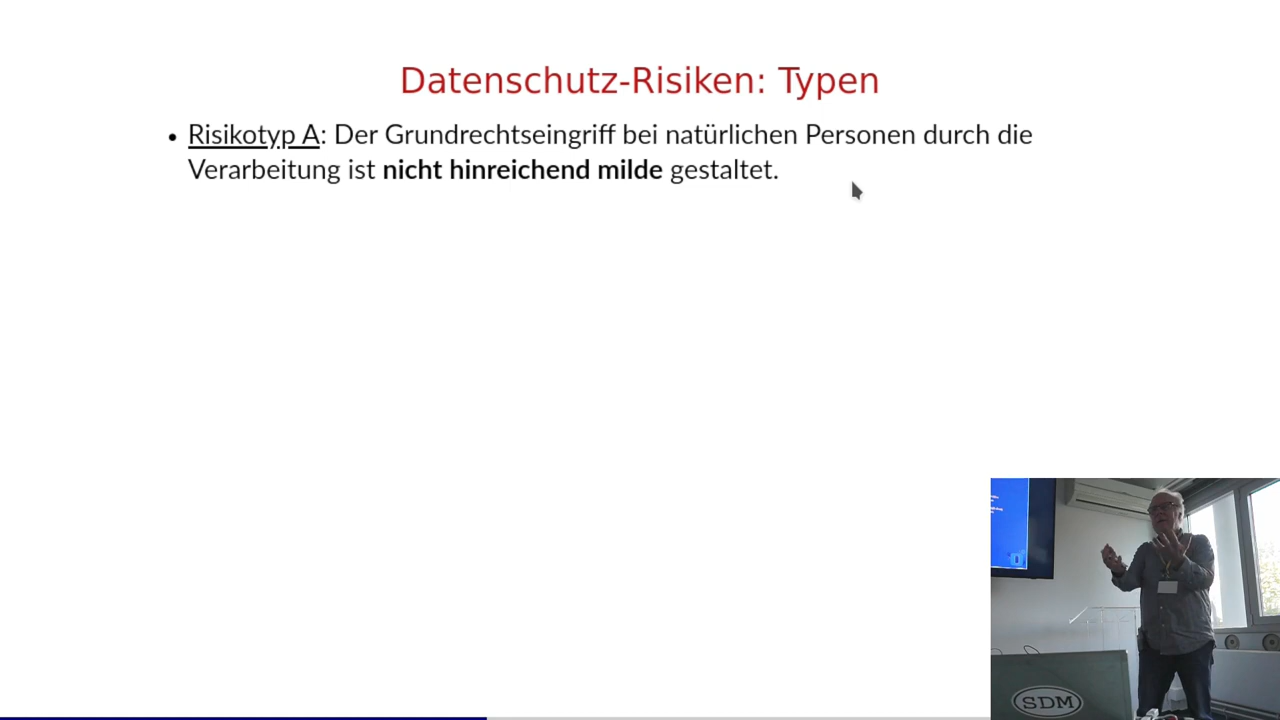 Datenschutz-Risiken: Typen
• Risikotyp A: Der Grundrechtseingriff bei natürlichen Personen durch die
Verarbeitung ist nicht hinreichend milde gestaltet.
SDM